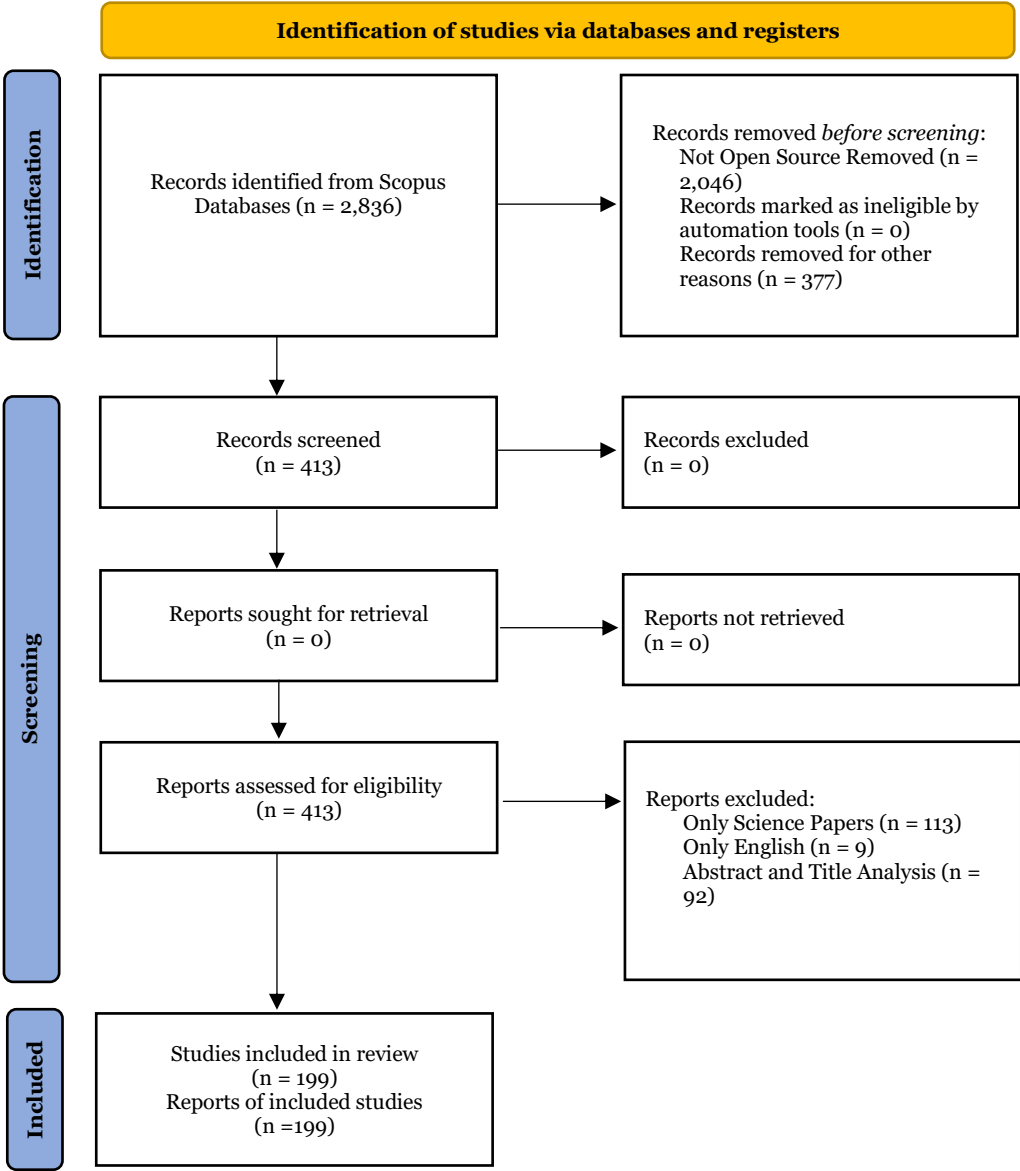 Identification of studies via databases and registers
Identification
Records identified from Scopus
Databases (n = 2,836)
Records removed before screening:
Not Open Source Removed (n =
2,046)
Records marked as ineligible by
automation tools (n = 0)
Records removed for other
reasons (n = 377)
Screening
Records screened
(n = 413)
Records excluded
(n = 0)
Reports sought for retrieval
(n = 0)
Reports not retrieved
(n = 0)
Reports assessed for eligibility
(n = 413)
Reports excluded:
Only Science Papers (n = 113)
Only English (n = 9)
Abstract and Title Analysis (n =
92)
Included
Studies included in review
(n = 199)
Reports of included studies
(n =199)